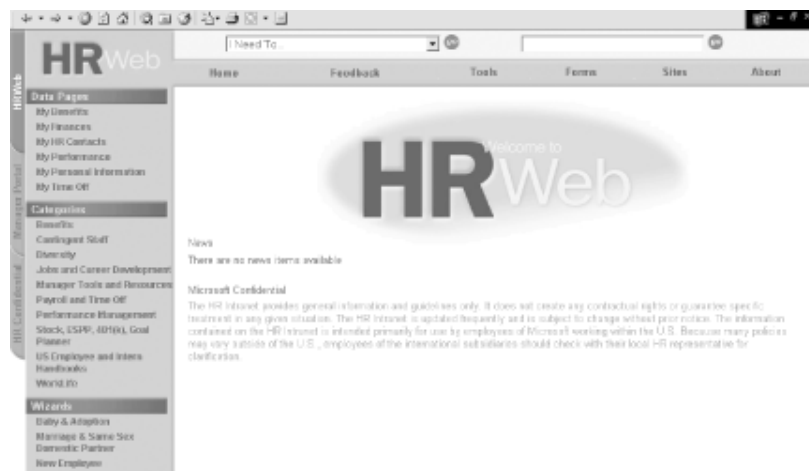 HRWeb
I Need To...
go
go
Home Feedback Tools Forms Sites About
HRWeb
Manager Portal
HR Confidential
Data Pages
My Benefits
My Finances
My HR Contacts
My Performance
My Personal Information
My Time Off
Categories
Benefits
Contingent Staff
Diversity
Jobs and Career Development
Manager Tools and Resources
Payroll and Time Off
Performance Management
Stock, ESPP, 401(k), Goal
Planner
US Employee and Intern
Handbooks
WorkLife
Wizards
Baby & Adoption
Marriage & Same Sex
Domestic Partner
New Employee
Welcome to
HRWeb
News
There are no news items available
Microsoft Confidential
The HR Intranet provides general information and guidelines only. It does not create any contractual rights or guarantee specific
treatment in any given situation. The HR Intranet is updated frequently and is subject to change without prior notice. The information
contained on the HR Intranet is intended primarily for use by employees of Microsoft working within the U.S. Because many policies
may vary outside of the U.S., employees of the international subsidiaries should check with their local HR representative for
clarification.